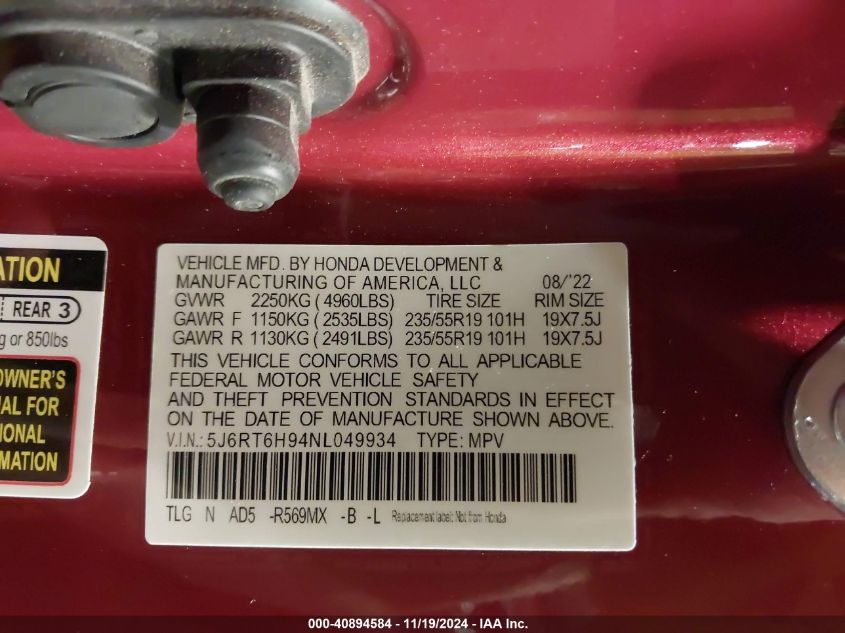 VEHICLE MFD. BY HONDA DEVELOPMENT &
MANUFACTURING OF AMERICA, LLC 08/'22
GVWR 2250KG ( 4960LBS) TIRE SIZE RIM SIZE
GAWR F 1150KG ( 2535LBS) 235/55R19 101H 19X7.5J
GAWR R 1130KG ( 2491LBS) 235/55R19 101H 19X7.5J
THIS VEHICLE CONFORMS TO ALL APPLICABLE
FEDERAL MOTOR VEHICLE SAFETY
AND THEFT PREVENTION STANDARDS IN EFFECT
ON THE DATE OF MANUFACTURE SHOWN ABOVE.
V.I.N.: 5J6RT6H94NL049934 TYPE: MPV
TLG N AD5 -R569MX -B -L Replacement label: Not from Honda
ATION
REAR 3
g or 850lbs
OWNER'S
AL FOR
IONAL
MATION
000-40894584 - 11/19/2024 - IAA Inc.